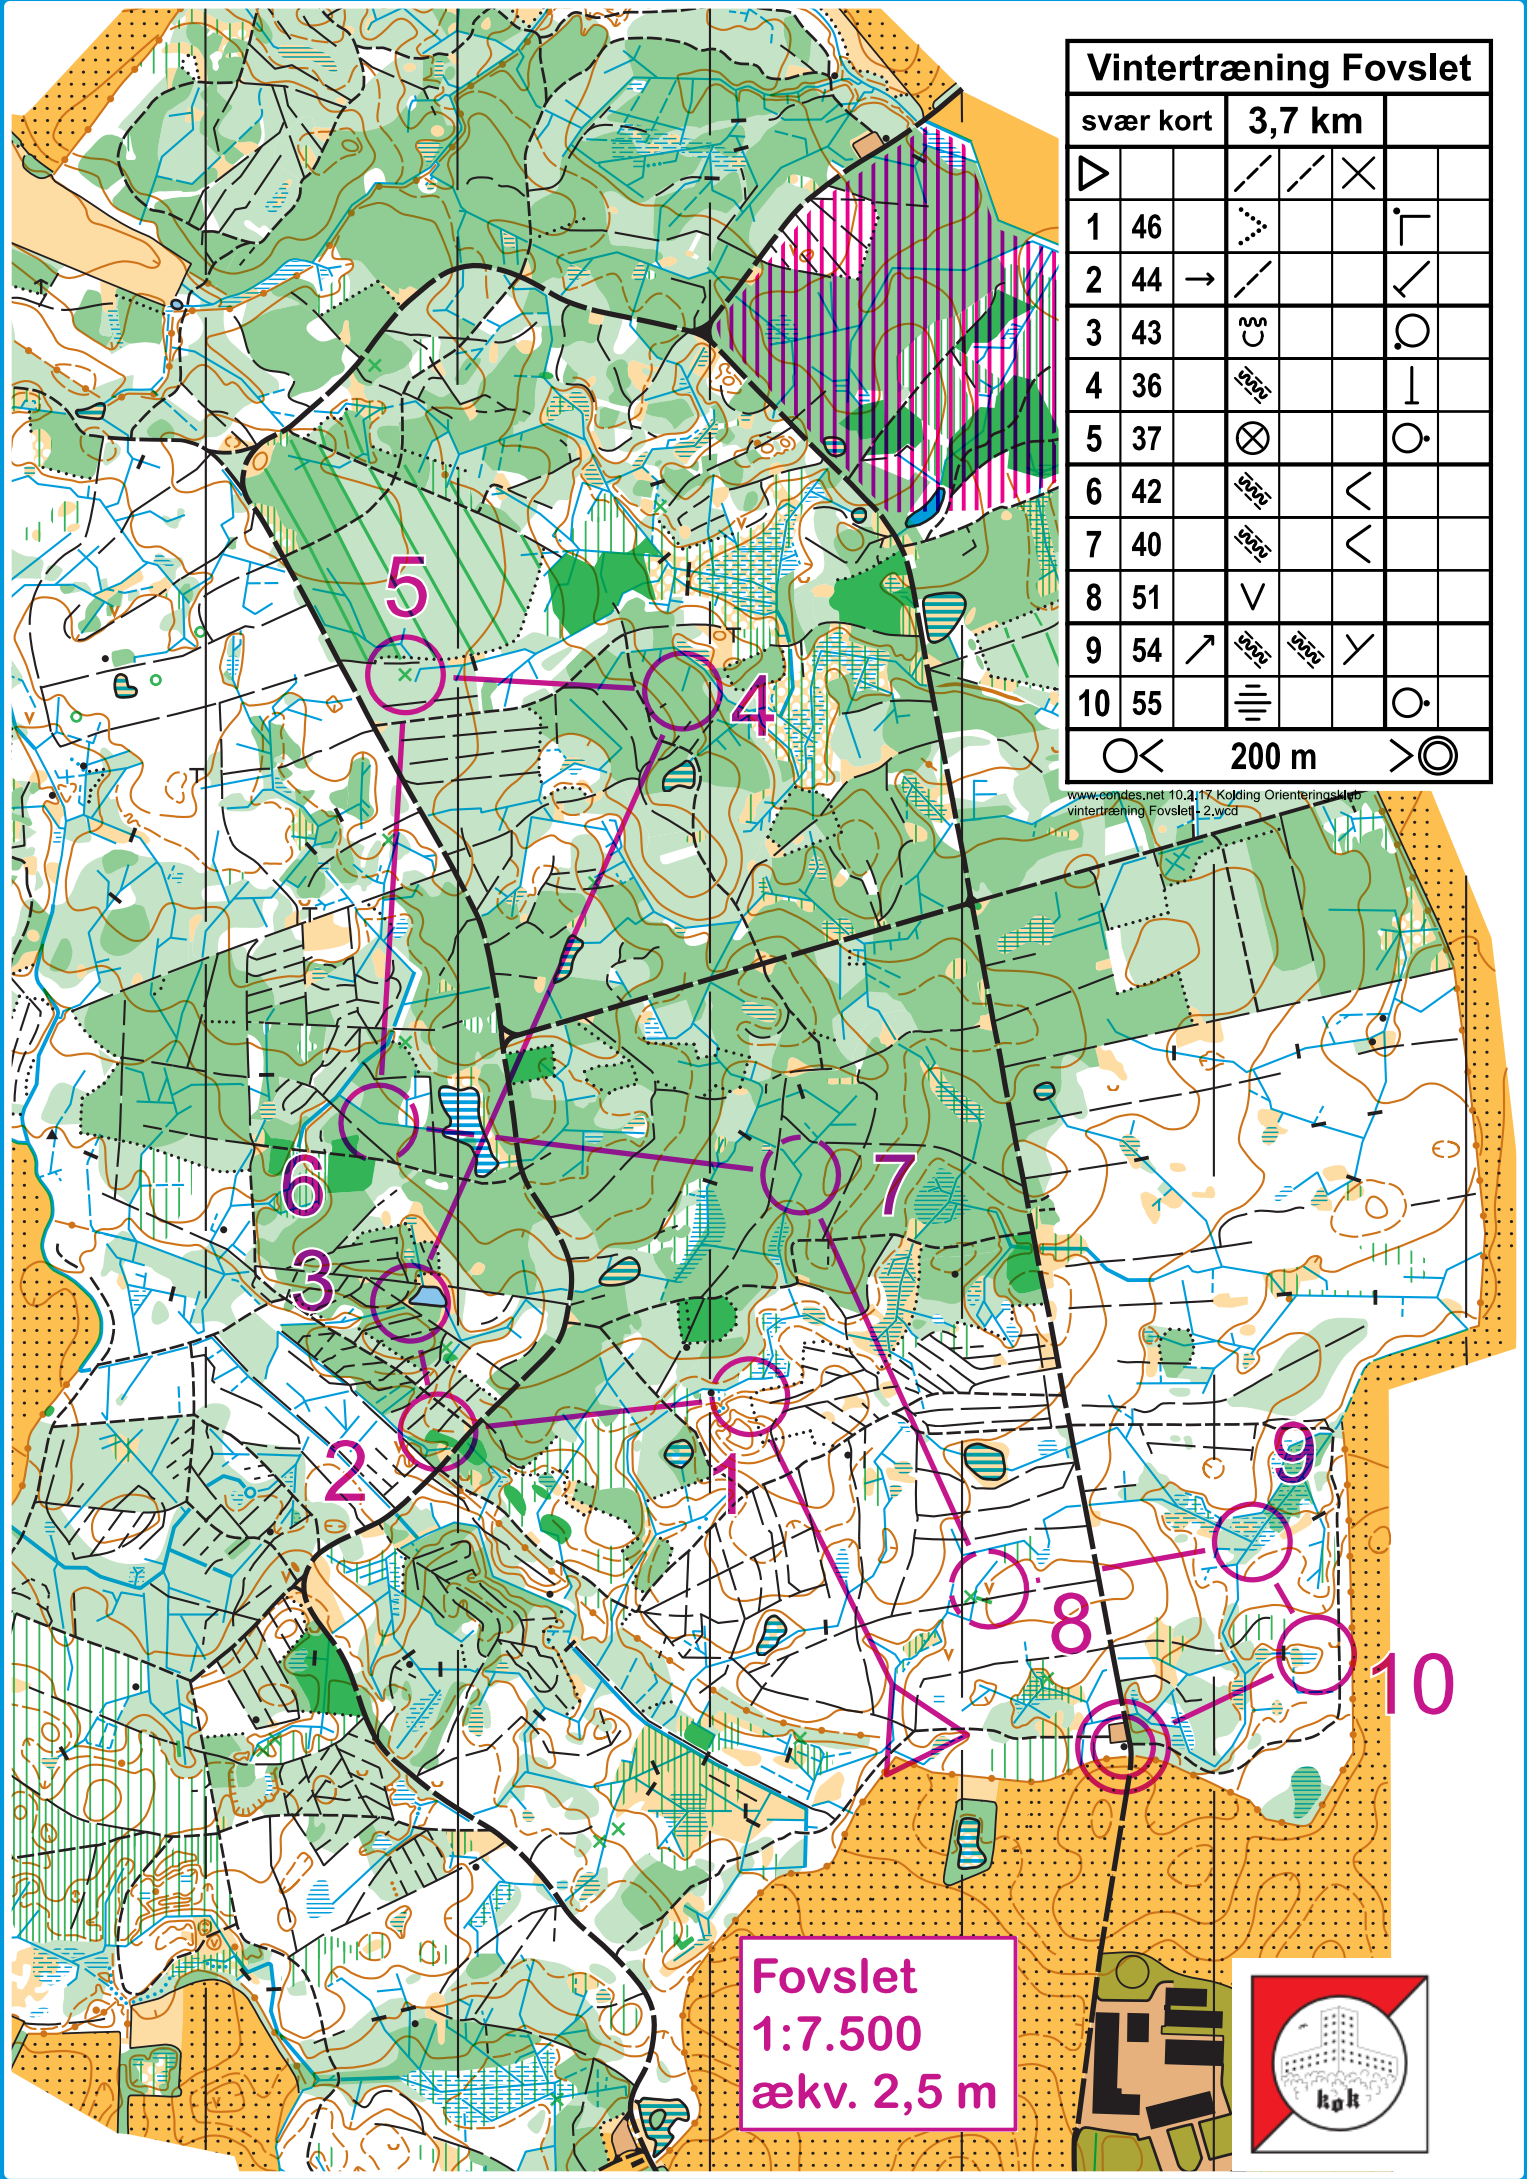 Vintertræning Fovslet
svær kort 3,7 km
1 46
2 44
3 43
4 36
5 37
6 42
7 40
8 51
9 54
10 55
200 m
www.condes.net 10.2.17 Kolding Orienteringsklub
vintertræning Fovslet - 2.wcd
5
4
6
7
3
2
1
9
8
10
Fovslet
1:7.500
ækv. 2,5 m
kok